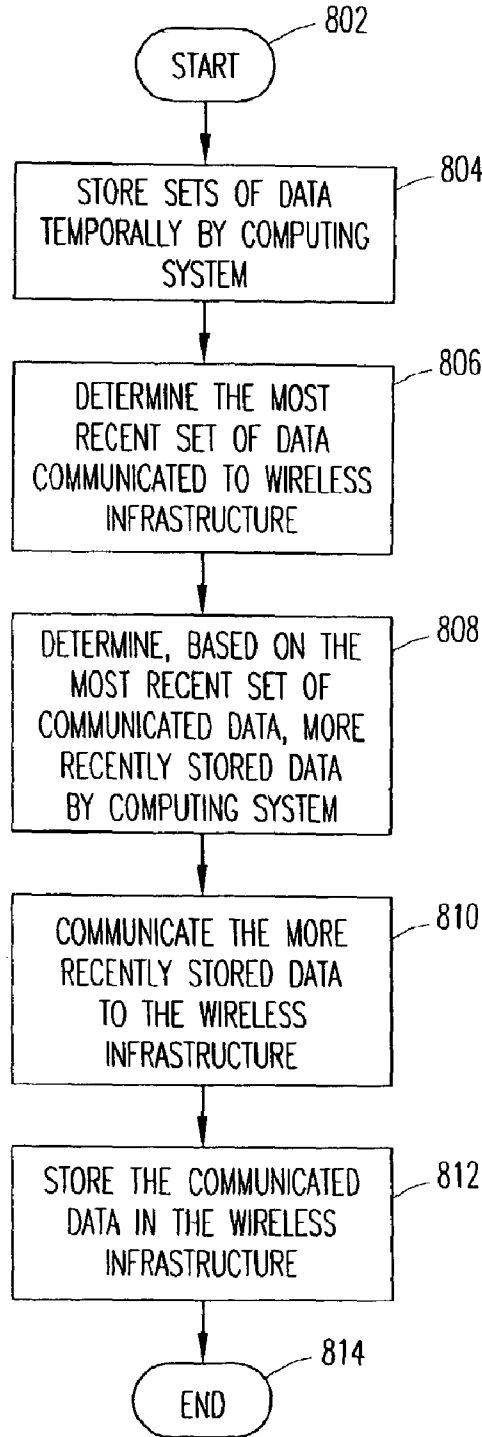 802
START
804
STORE SETS OF DATA
TEMPORALLY BY COMPUTING
SYSTEM
806
DETERMINE THE MOST
RECENT SET OF DATA
COMMUNICATED TO WIRELESS
INFRASTRUCTURE
808
DETERMINE, BASED ON THE
MOST RECENT SET OF
COMMUNICATED DATA, MORE
RECENTLY STORED DATA
BY COMPUTING SYSTEM
810
COMMUNICATE THE MORE
RECENTLY STORED DATA
TO THE WIRELESS
INFRASTRUCTURE
812
STORE THE COMMUNICATED
DATA IN THE WIRELESS
INFRASTRUCTURE
814
END